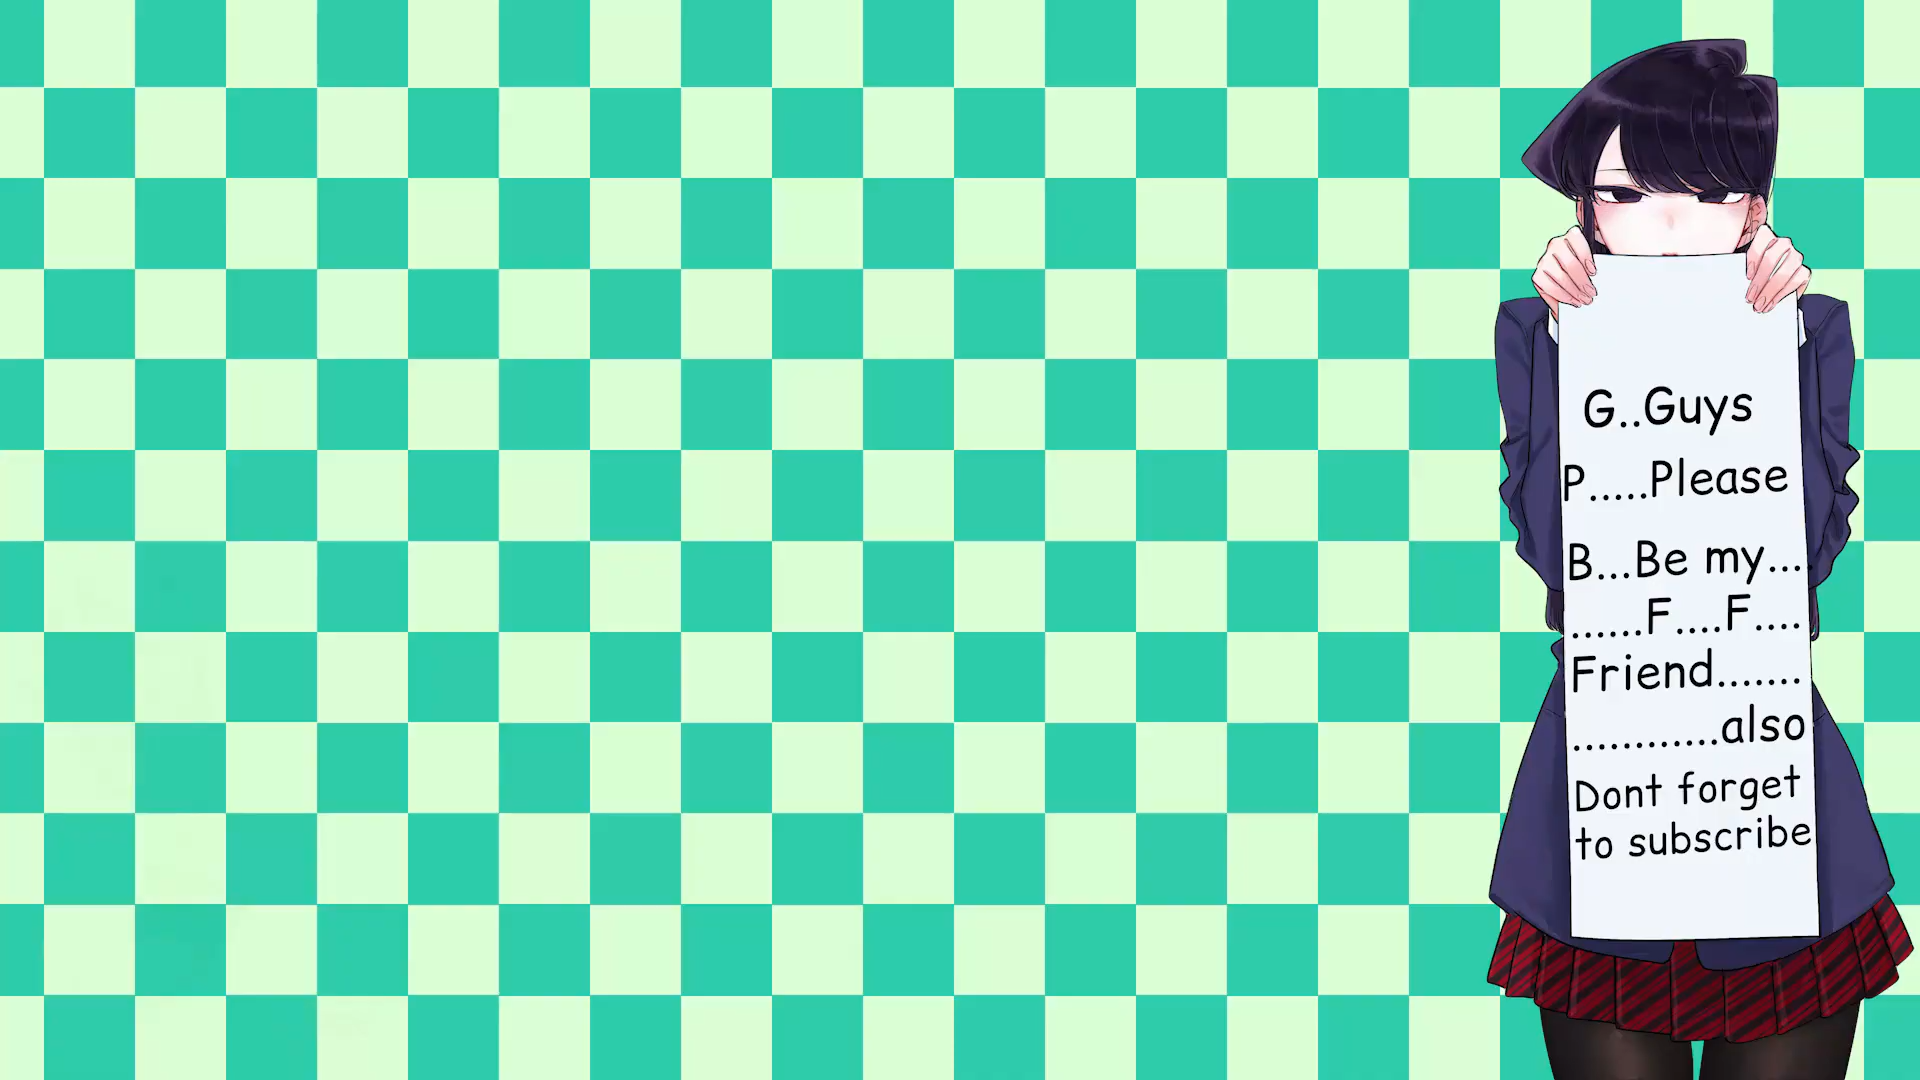 G..Guys
P.....Please
B...Be my....
......F....F....
Friend.......
............also
Dont forget
to subscribe